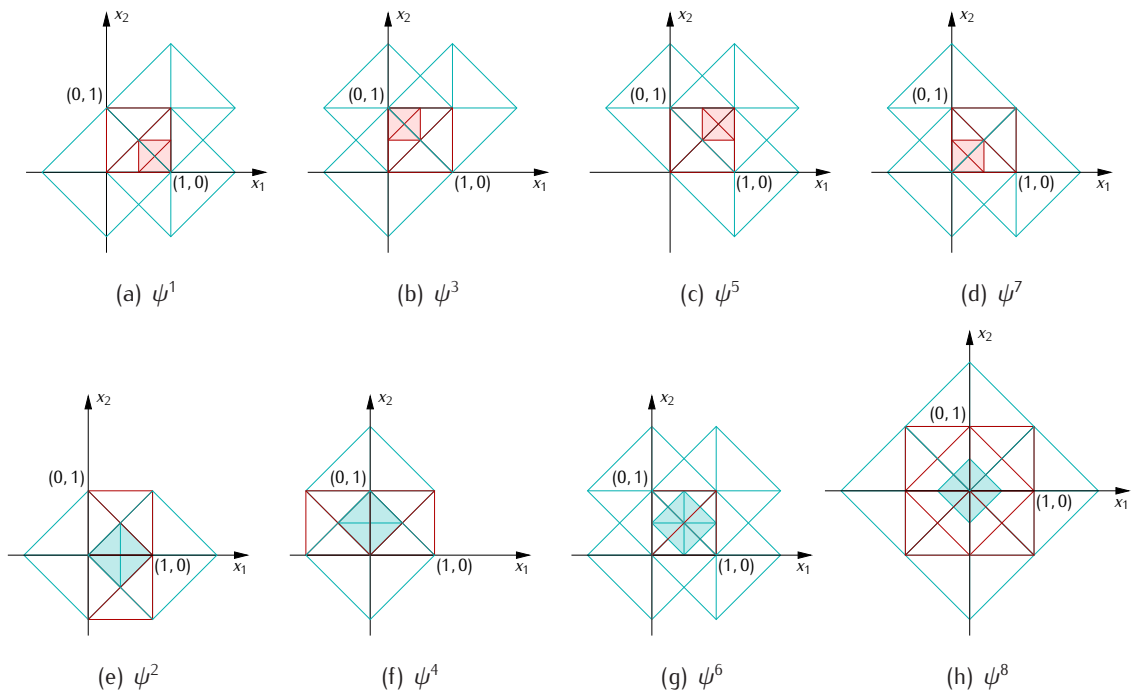 x₂
(0, 1)
(1, 0)
x₁
(a) ψ¹
x₂
(0, 1)
(1, 0)
x₁
(b) ψ³
x₂
(0, 1)
(1, 0)
x₁
(c) ψ⁵
x₂
(0, 1)
(1, 0)
x₁
(d) ψ⁷
x₂
(0, 1)
(1, 0)
x₁
(e) ψ²
x₂
(0, 1)
(1, 0)
x₁
(f) ψ⁴
x₂
(0, 1)
(1, 0)
x₁
(g) ψ⁶
x₂
(0, 1)
(1, 0)
x₁
(h) ψ⁸